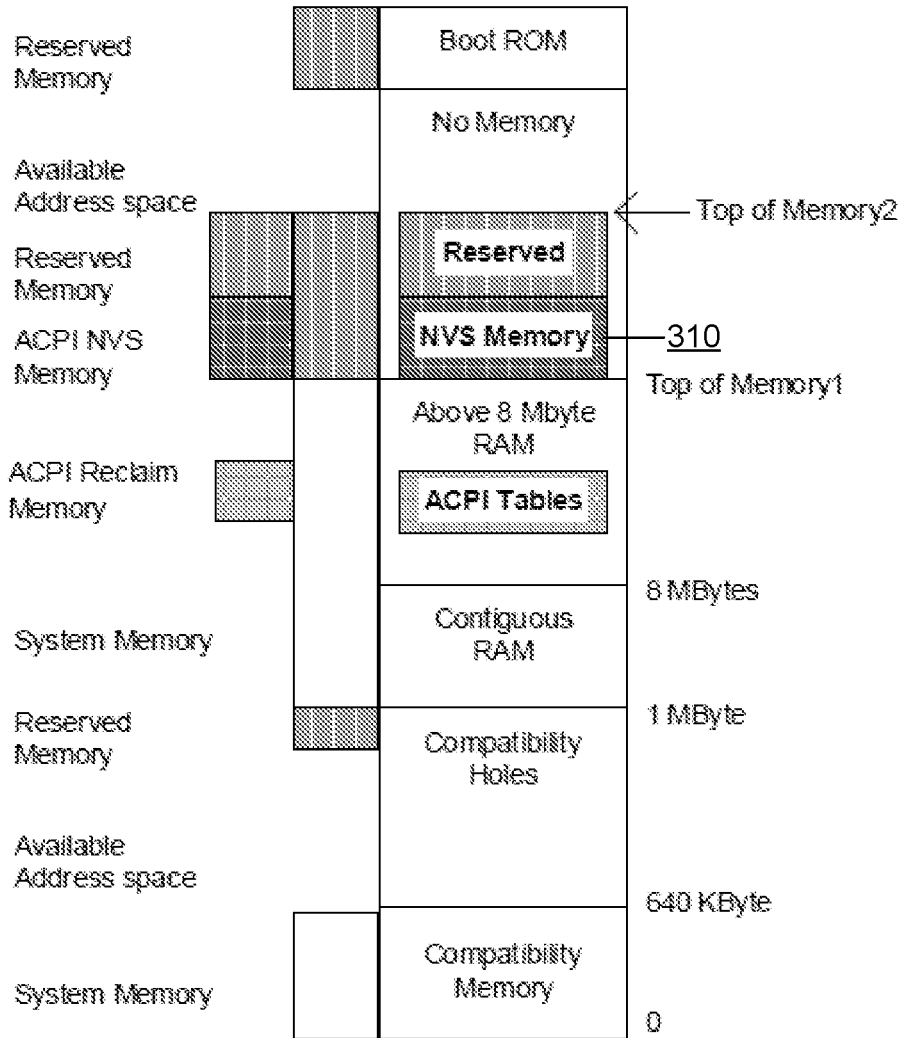 Reserved
Memory
Boot ROM
No Memory
Available
Address space
Top of Memory2
Reserved
Memory
Reserved
ACPI NVS
Memory
NVS Memory
310
Top of Memory1
Above 8 Mbyte
RAM
ACPI Reclaim
Memory
ACPI Tables
8 MBytes
System Memory
Contiguous
RAM
1 MByte
Reserved
Memory
Compatibility
Holes
Available
Address space
640 KByte
System Memory
Compatibility
Memory
0